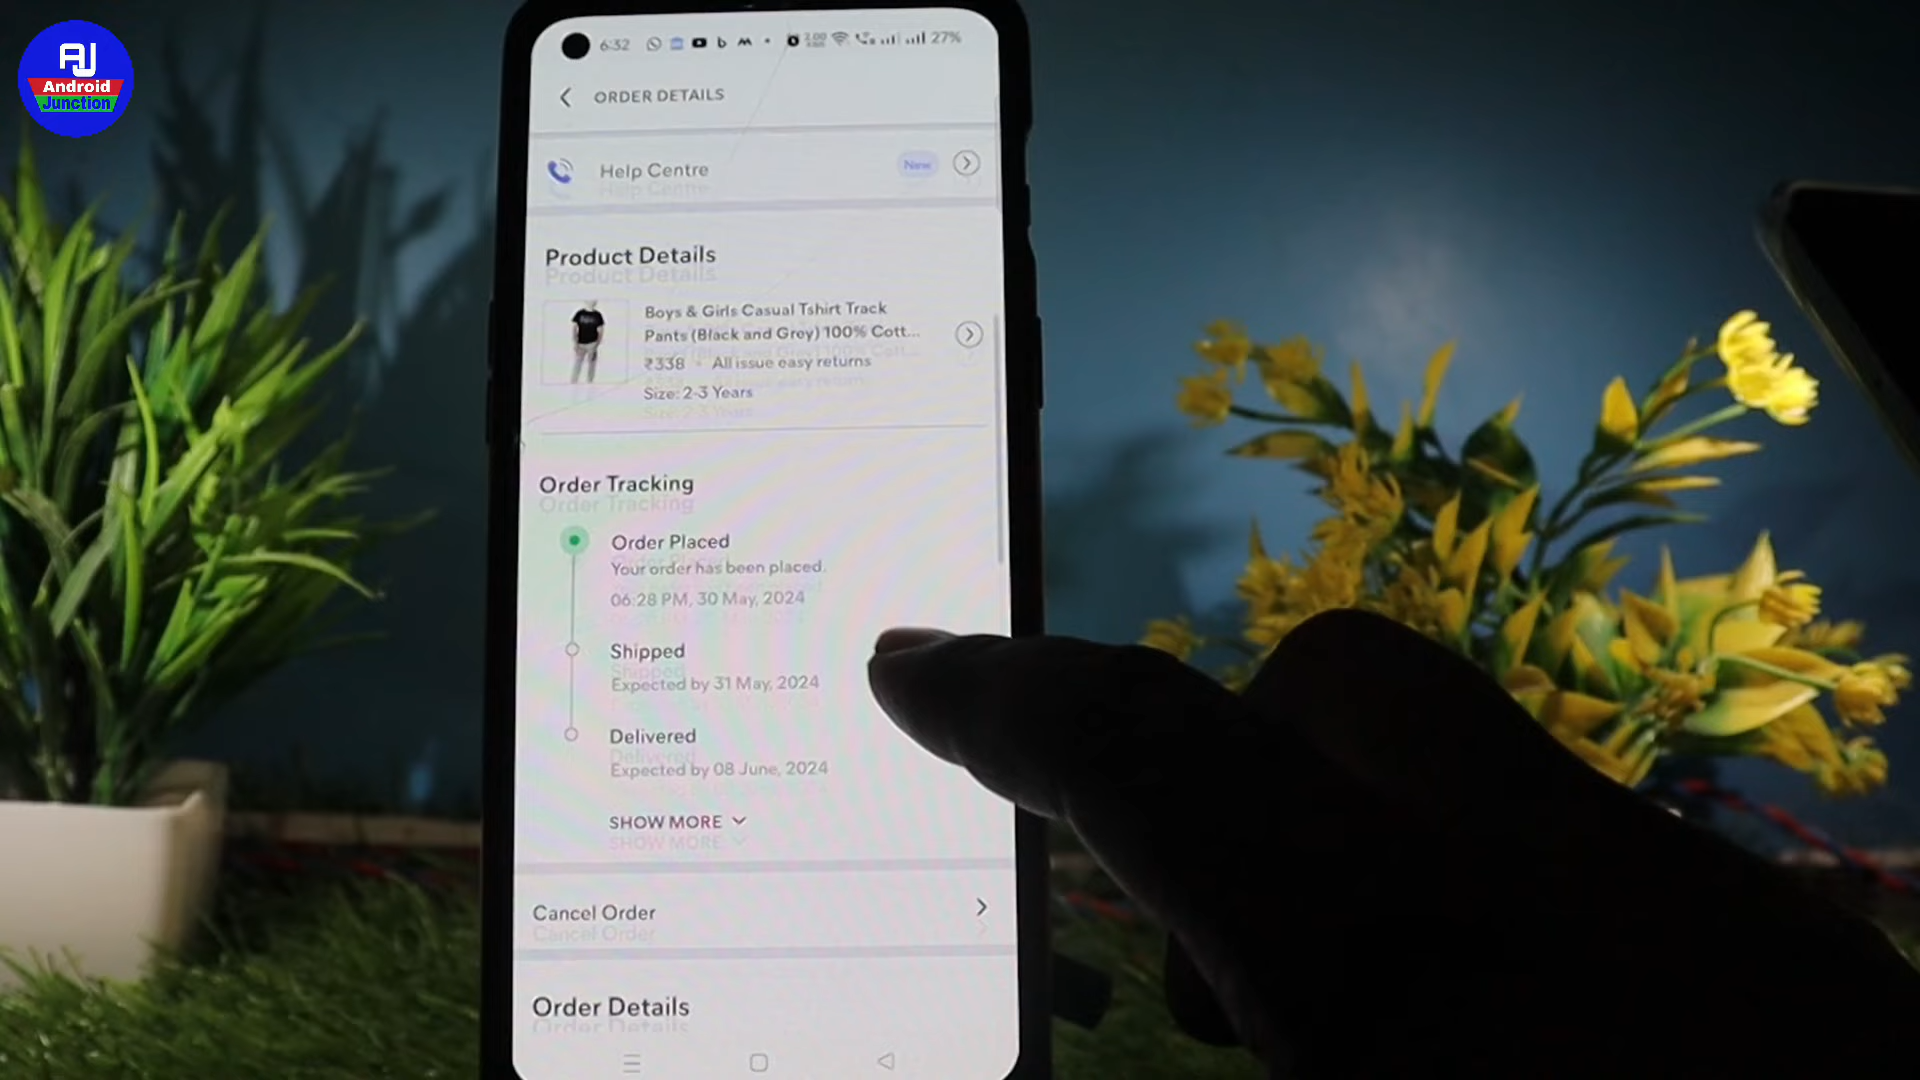 AJ
Android
Junction
6:32
27%
ORDER DETAILS
Help Centre
New
Product Details
Boys & Girls Casual Tshirt Track
Pants (Black and Grey) 100% Cott...
₹338 All issue easy returns
Size: 2-3 Years
Order Tracking
Order Placed
Your order has been placed.
06:28 PM, 30 May, 2024
Shipped
Expected by 31 May, 2024
Delivered
Expected by 08 June, 2024
SHOW MORE
Cancel Order
Order Details